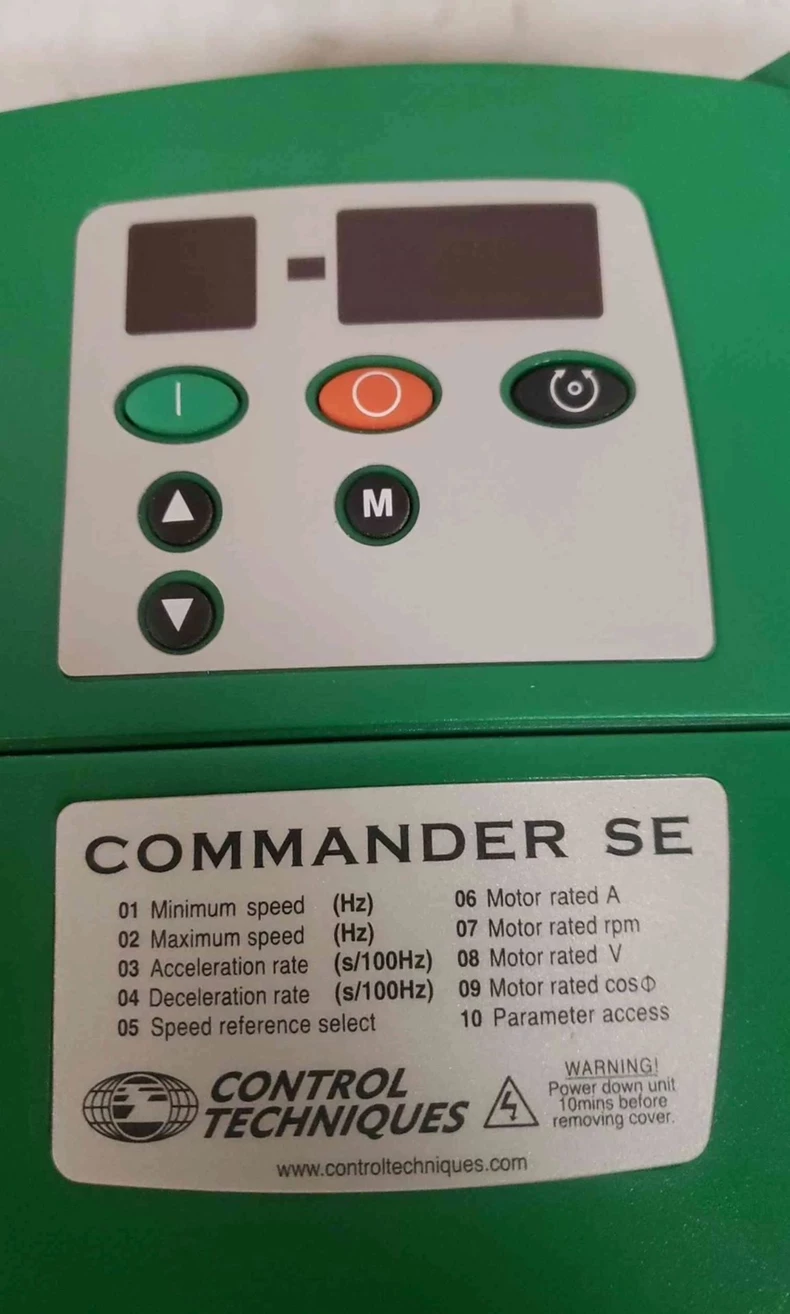 M
COMMANDER SE
01 Minimum speed (Hz)
02 Maximum speed (Hz)
03 Acceleration rate (s/100Hz)
04 Deceleration rate (s/100Hz)
05 Speed reference select
06 Motor rated A
07 Motor rated rpm
08 Motor rated V
09 Motor rated cosΦ
10 Parameter access
CONTROL
TECHNIQUES
WARNING!
Power down unit
10mins before
removing cover.
www.controltechniques.com